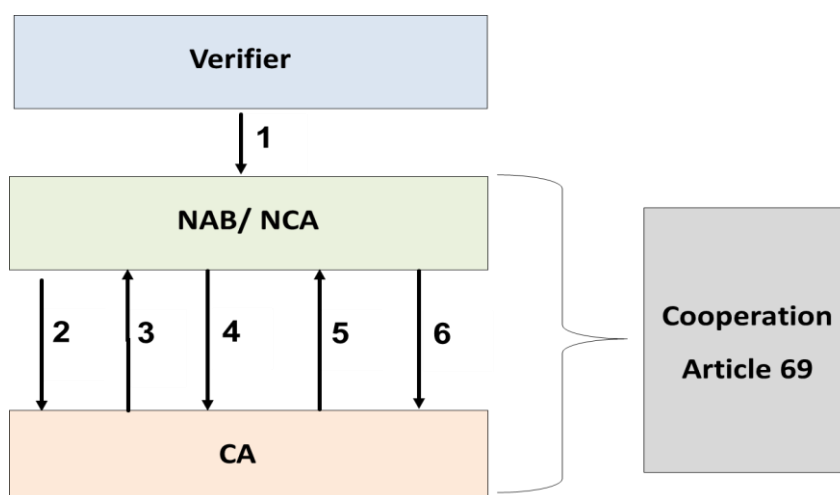 Verifier
1
NAB/ NCA
2
3
4
5
6
Cooperation
Article 69
CA